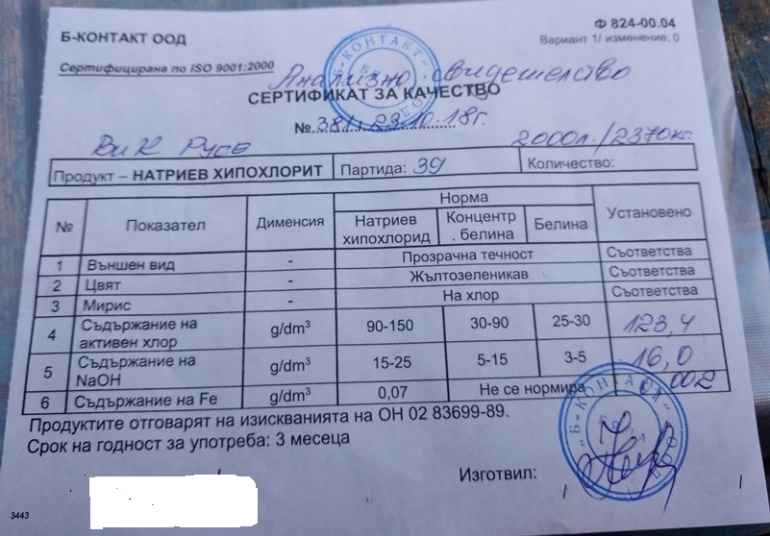 Ф 824-00.04
Б-КОНТАКТ ООД
Вариант 1/ изменение: 0
Сертифицирана по ISO 9001:2000
"Б-КОНТАКТ" ООД
Анализно свидетелство
СЕРТИФИКАТ ЗА КАЧЕСТВО
№ 381 23.10.18г.
ВиК Русе 2000л./2370кг.
Продукт – НАТРИЕВ ХИПОХЛОРИТ Партида: 39 Количество:
№ Показател Дименсия Норма Установено
Натриев хипохлорид Концентр. белина Белина
1 Външен вид - Прозрачна течност Съответства
2 Цвят - Жълтозеленикав Съответства
3 Мирис - На хлор Съответства
4 Съдържание на активен хлор g/dm³ 90-150 30-90 25-30 123,4
5 Съдържание на NaOH g/dm³ 15-25 5-15 3-5 16,0
6 Съдържание на Fe g/dm³ 0,07 Не се нормира 002
Продуктите отговарят на изискванията на ОН 02 83699-89.
Срок на годност за употреба: 3 месеца
Изготвил:
"Б-КОНТАКТ" ООД
3443